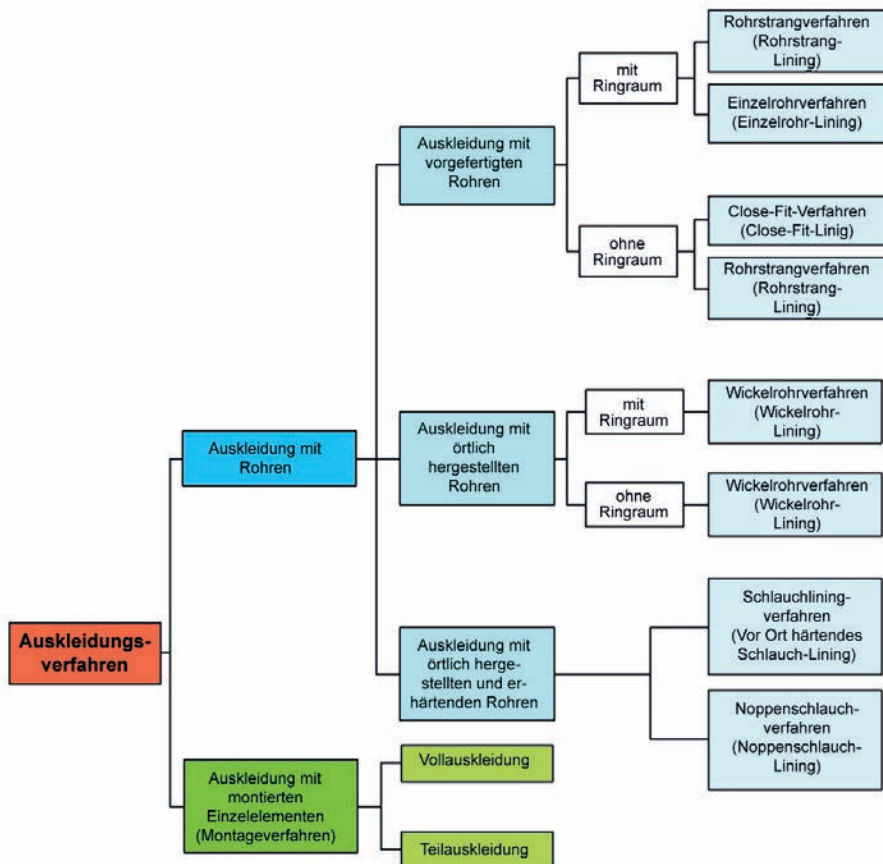 Auskleidungs-
verfahren
Auskleidung mit
Rohren
Auskleidung mit
vorgefertigten
Rohren
mit
Ringraum
Rohrstrangverfahren
(Rohrstrang-
Lining)
Einzelrohrverfahren
(Einzelrohr-Lining)
ohne
Ringraum
Close-Fit-Verfahren
(Close-Fit-Linig)
Rohrstrangverfahren
(Rohrstrang-
Lining)
Auskleidung mit
örtlich
hergestellten
Rohren
mit
Ringraum
Wickelrohrverfahren
(Wickelrohr-
Lining)
ohne
Ringraum
Wickelrohrverfahren
(Wickelrohr-
Lining)
Auskleidung mit
örtlich herge-
stellten und er-
härtenden Rohren
Schlauchlining-
verfahren
(Vor Ort härtendes
Schlauch-Lining)
Noppenschlauch-
verfahren
(Noppenschlauch-
Lining)
Auskleidung mit
montierten
Einzelelementen
(Montageverfahren)
Vollauskleidung
Teilauskleidung